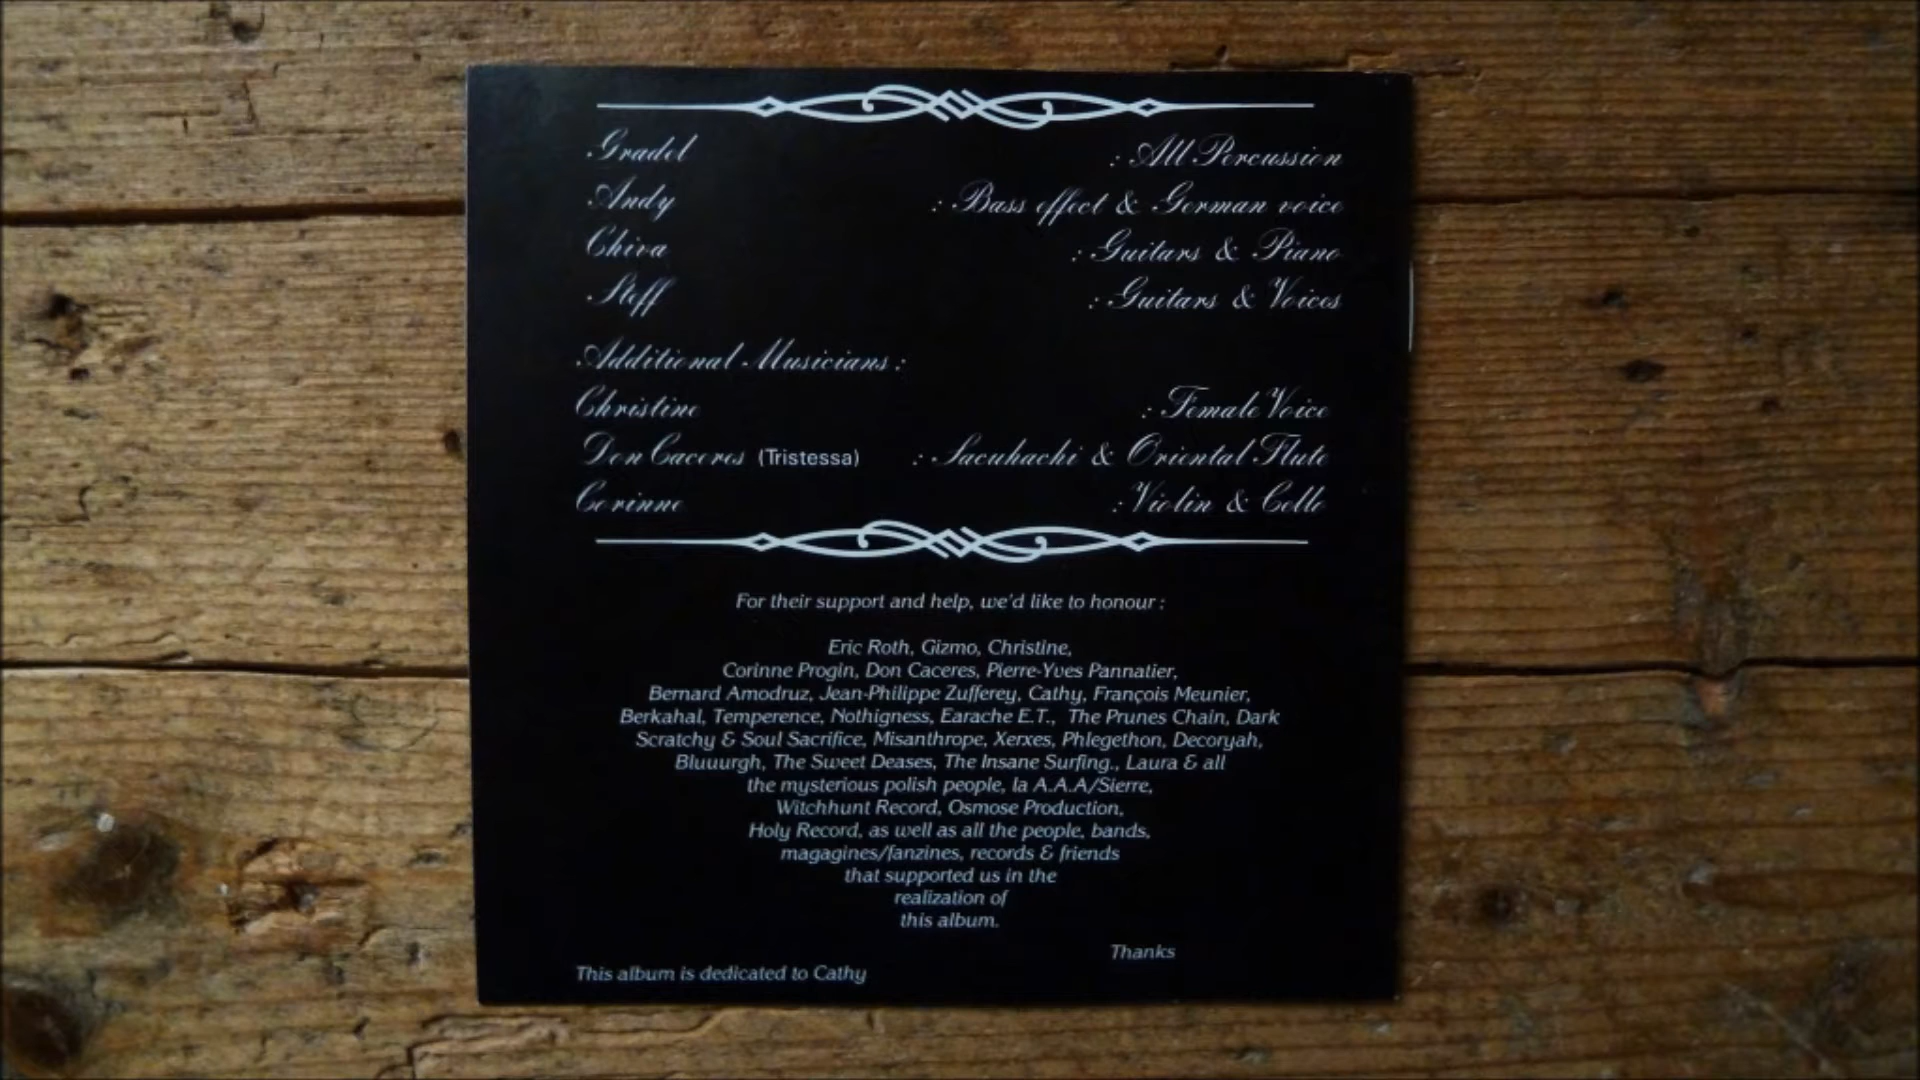 Gradel : All Percussion
Andy : Bass effect & German voice
Chiva : Guitars & Piano
Steff : Guitars & Voices
Additional Musicians :
Christine : Female Voice
Don Caceres (Tristessa) : Sacuhachi & Oriental Flute
Corinne : Violin & Cello
For their support and help, we'd like to honour :
Eric Roth, Gizmo, Christine,
Corinne Progin, Don Caceres, Pierre-Yves Pannatier,
Bernard Amodruz, Jean-Philippe Zufferey, Cathy, François Meunier,
Berkahal, Temperence, Nothigness, Earache E.T., The Prunes Chain, Dark
Scratchy & Soul Sacrifice, Misanthrope, Xerxes, Phlegethon, Decoryah,
Bluuurgh, The Sweet Deases, The Insane Surfing., Laura & all
the mysterious polish people, la A.A.A/Sierre,
Witchhunt Record, Osmose Production,
Holy Record, as well as all the people, bands,
magagines/fanzines, records & friends
that supported us in the
realization of
this album.
Thanks
This album is dedicated to Cathy